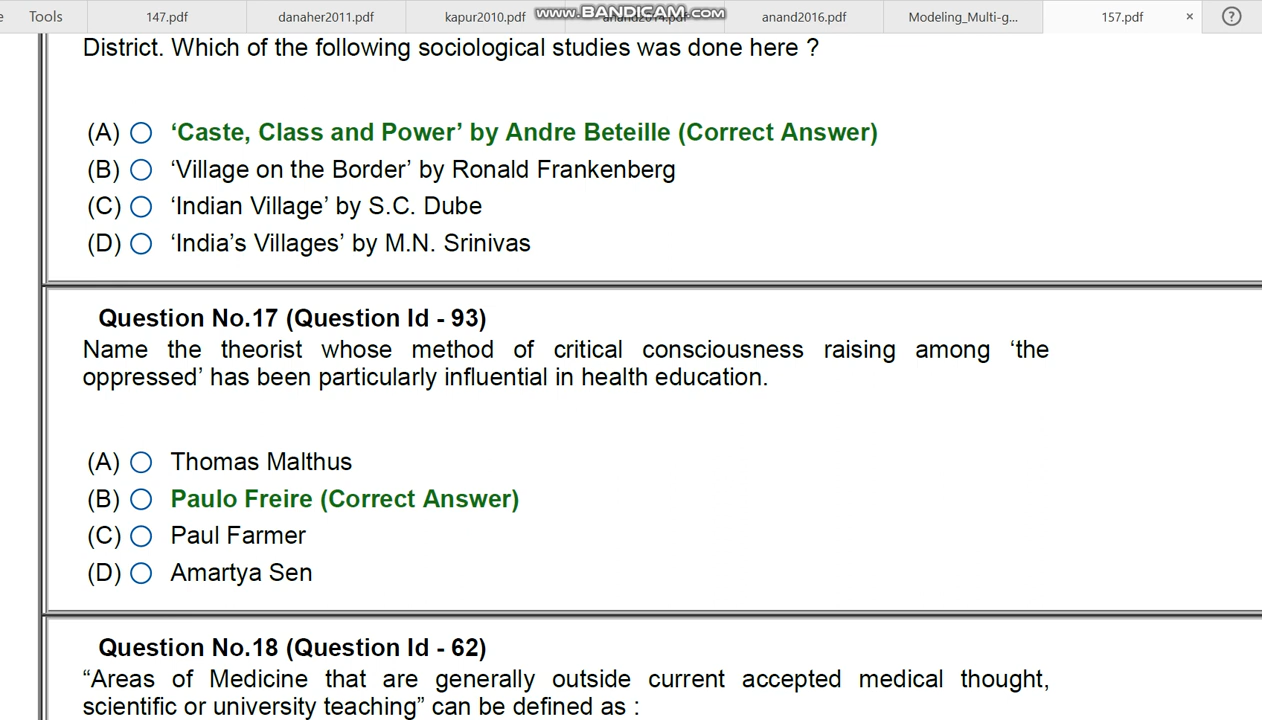 e Tools 147.pdf danaher2011.pdf kapur2010.pdf anand2014.pdf anand2016.pdf Modeling_Multi-g... 157.pdf × ?
www.BANDICAM.com
District. Which of the following sociological studies was done here ?
(A) ‘Caste, Class and Power’ by Andre Beteille (Correct Answer)
(B) ‘Village on the Border’ by Ronald Frankenberg
(C) ‘Indian Village’ by S.C. Dube
(D) ‘India’s Villages’ by M.N. Srinivas
Question No.17 (Question Id - 93)
Name the theorist whose method of critical consciousness raising among ‘the
oppressed’ has been particularly influential in health education.
(A) Thomas Malthus
(B) Paulo Freire (Correct Answer)
(C) Paul Farmer
(D) Amartya Sen
Question No.18 (Question Id - 62)
“Areas of Medicine that are generally outside current accepted medical thought,
scientific or university teaching” can be defined as :